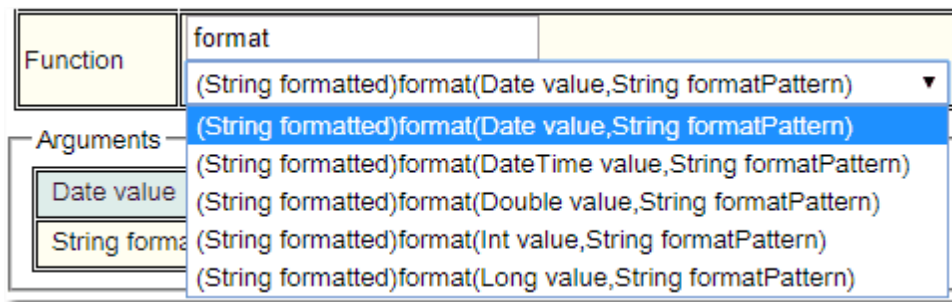 format
Function
(String formatted)format(Date value,String formatPattern)
(String formatted)format(Date value,String formatPattern)
Arguments
(String formatted)format(DateTime value,String formatPattern)
Date value
(String formatted)format(Double value,String formatPattern)
String forma
(String formatted)format(Int value,String formatPattern)
(String formatted)format(Long value,String formatPattern)